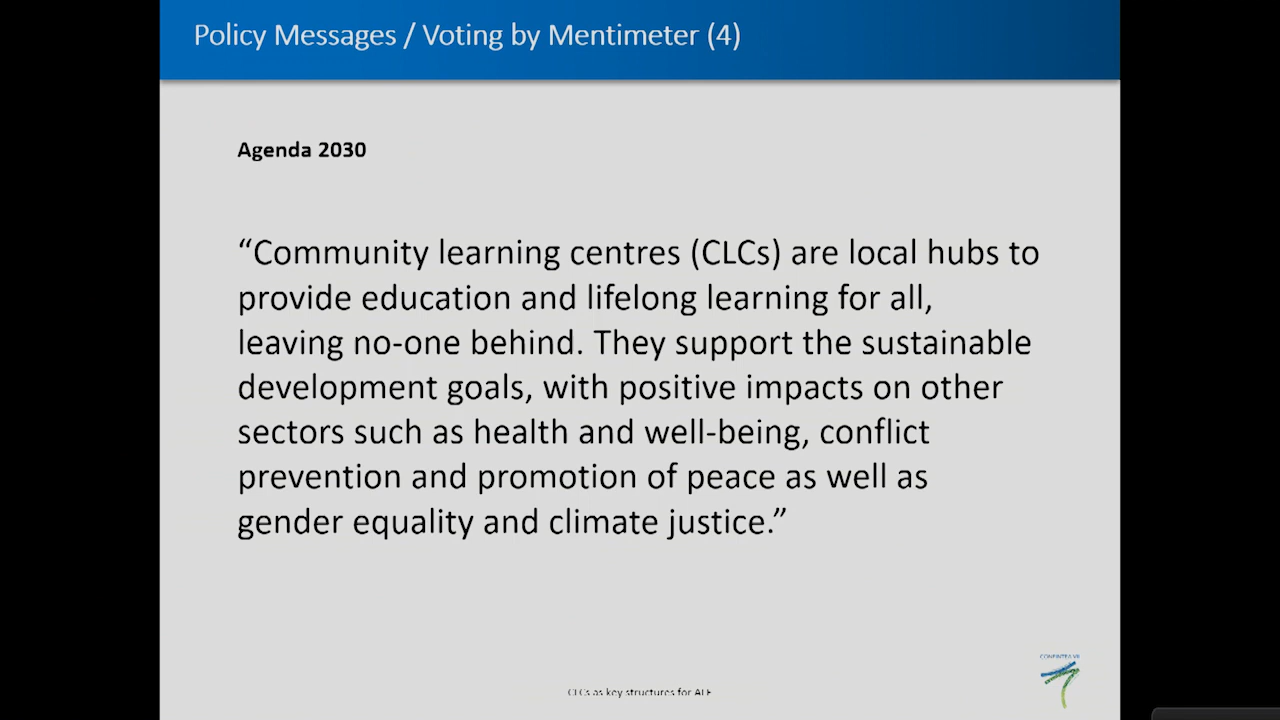 Policy Messages / Voting by Mentimeter (4)
Agenda 2030
“Community learning centres (CLCs) are local hubs to
provide education and lifelong learning for all,
leaving no-one behind. They support the sustainable
development goals, with positive impacts on other
sectors such as health and well-being, conflict
prevention and promotion of peace as well as
gender equality and climate justice.”
CONFINTEA VII
CLCs as key structures for ALE